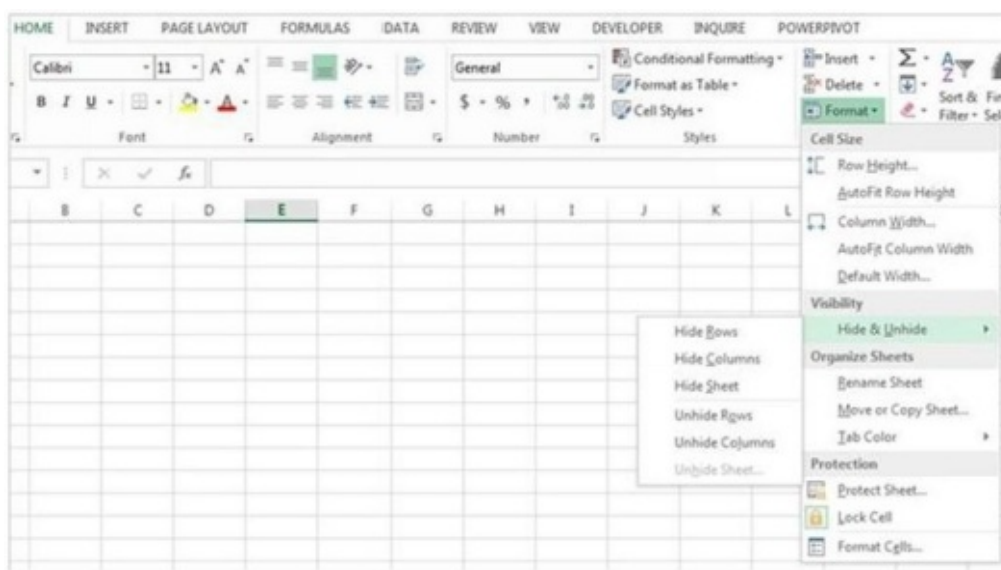 HOME INSERT PAGE LAYOUT FORMULAS DATA REVIEW VIEW DEVELOPER INQUIRE POWERPIVOT
Calibri 11 A A General Conditional Formatting Insert Σ A Z
Format as Table Delete
B I U A $ % , .00 Cell Styles Format Sort & Filter
Font Alignment Number Styles
Cell Size
Row Height...
AutoFit Row Height
Column Width...
AutoFit Column Width
Default Width...
Visibility
Hide & Unhide
Organize Sheets
Rename Sheet
Move or Copy Sheet...
Tab Color
Protection
Protect Sheet...
Lock Cell
Format Cells...
fx
B C D E F G H I J K L
Hide Rows
Hide Columns
Hide Sheet
Unhide Rows
Unhide Columns
Unhide Sheet...